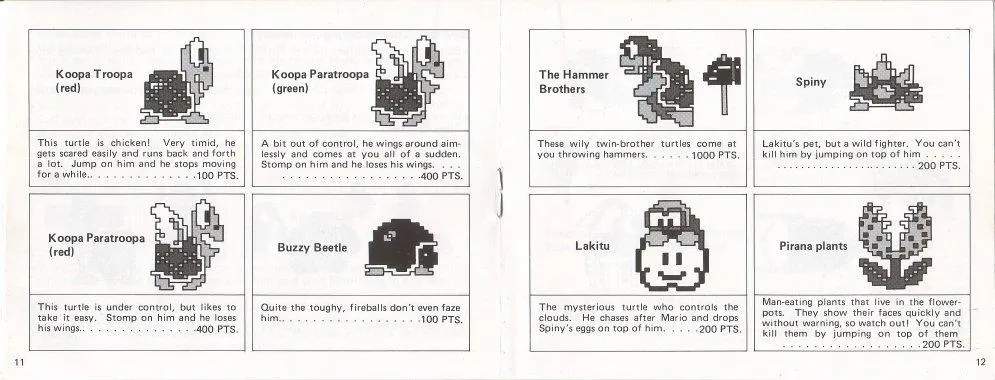 Koopa Troopa
(red)
This turtle is chicken! Very timid, he
gets scared easily and runs back and forth
a lot. Jump on him and he stops moving
for a while.. . . . . . . . . . . . . .100 PTS.
Koopa Paratroopa
(green)
A bit out of control, he wings around aim-
lessly and comes at you all of a sudden.
Stomp on him and he loses his wings. . . .
. . . . . . . . . . . . . . . . . .400 PTS.
Koopa Paratroopa
(red)
This turtle is under control, but likes to
take it easy. Stomp on him and he loses
his wings. . . . . . . . . . . . . . . .400 PTS.
Buzzy Beetle
Quite the toughy, fireballs don't even faze
him.. . . . . . . . . . . . . . . . . .100 PTS.
11
The Hammer
Brothers
These wily twin-brother turtles come at
you throwing hammers. . . . . . 1000 PTS.
Spiny
Lakitu's pet, but a wild fighter. You can't
kill him by jumping on top of him . . . . .
. . . . . . . . . . . . . . . . . . . . . . . 200 PTS.
Lakitu
The mysterious turtle who controls the
clouds. He chases after Mario and drops
Spiny's eggs on top of him. . . . . .200 PTS.
Pirana plants
Man-eating plants that live in the flower-
pots. They show their faces quickly and
without warning, so watch out! You can't
kill them by jumping on top of them
. . . . . . . . . . . . . . . . . . .200 PTS.
12